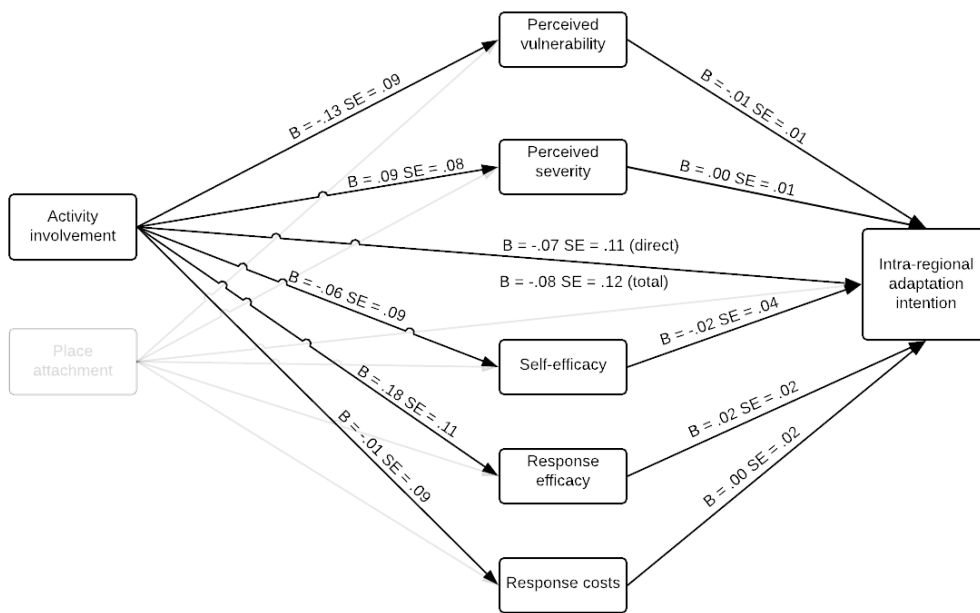 Perceived
vulnerability
B = -.13 SE = .09
B = -.01 SE = .01
Perceived
severity
B = .09 SE = .08
B = .00 SE = .01
Activity
involvement
B = -.07 SE = .11 (direct)
Intra-regional
adaptation
intention
B = -.08 SE = .12 (total)
B = -.06 SE = .09
B = -.02 SE = .04
Place
attachment
Self-efficacy
B = .18 SE = .11
B = .02 SE = .02
B = -.01 SE = .09
Response
efficacy
B = .00 SE = .02
Response costs